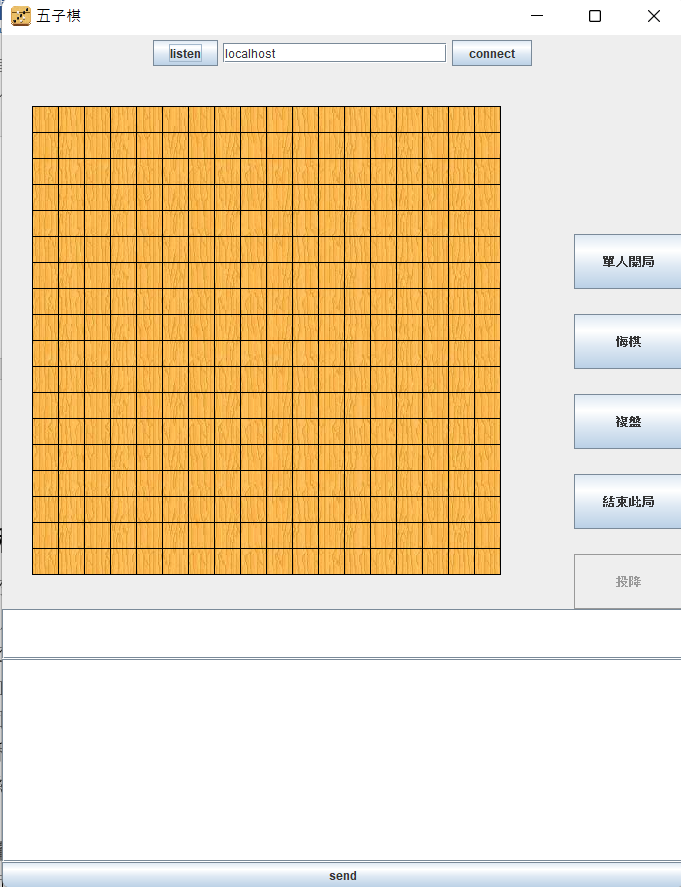 五子棋
listen
localhost
connect
單人開局
悔棋
複盤
結束此局
投降
send